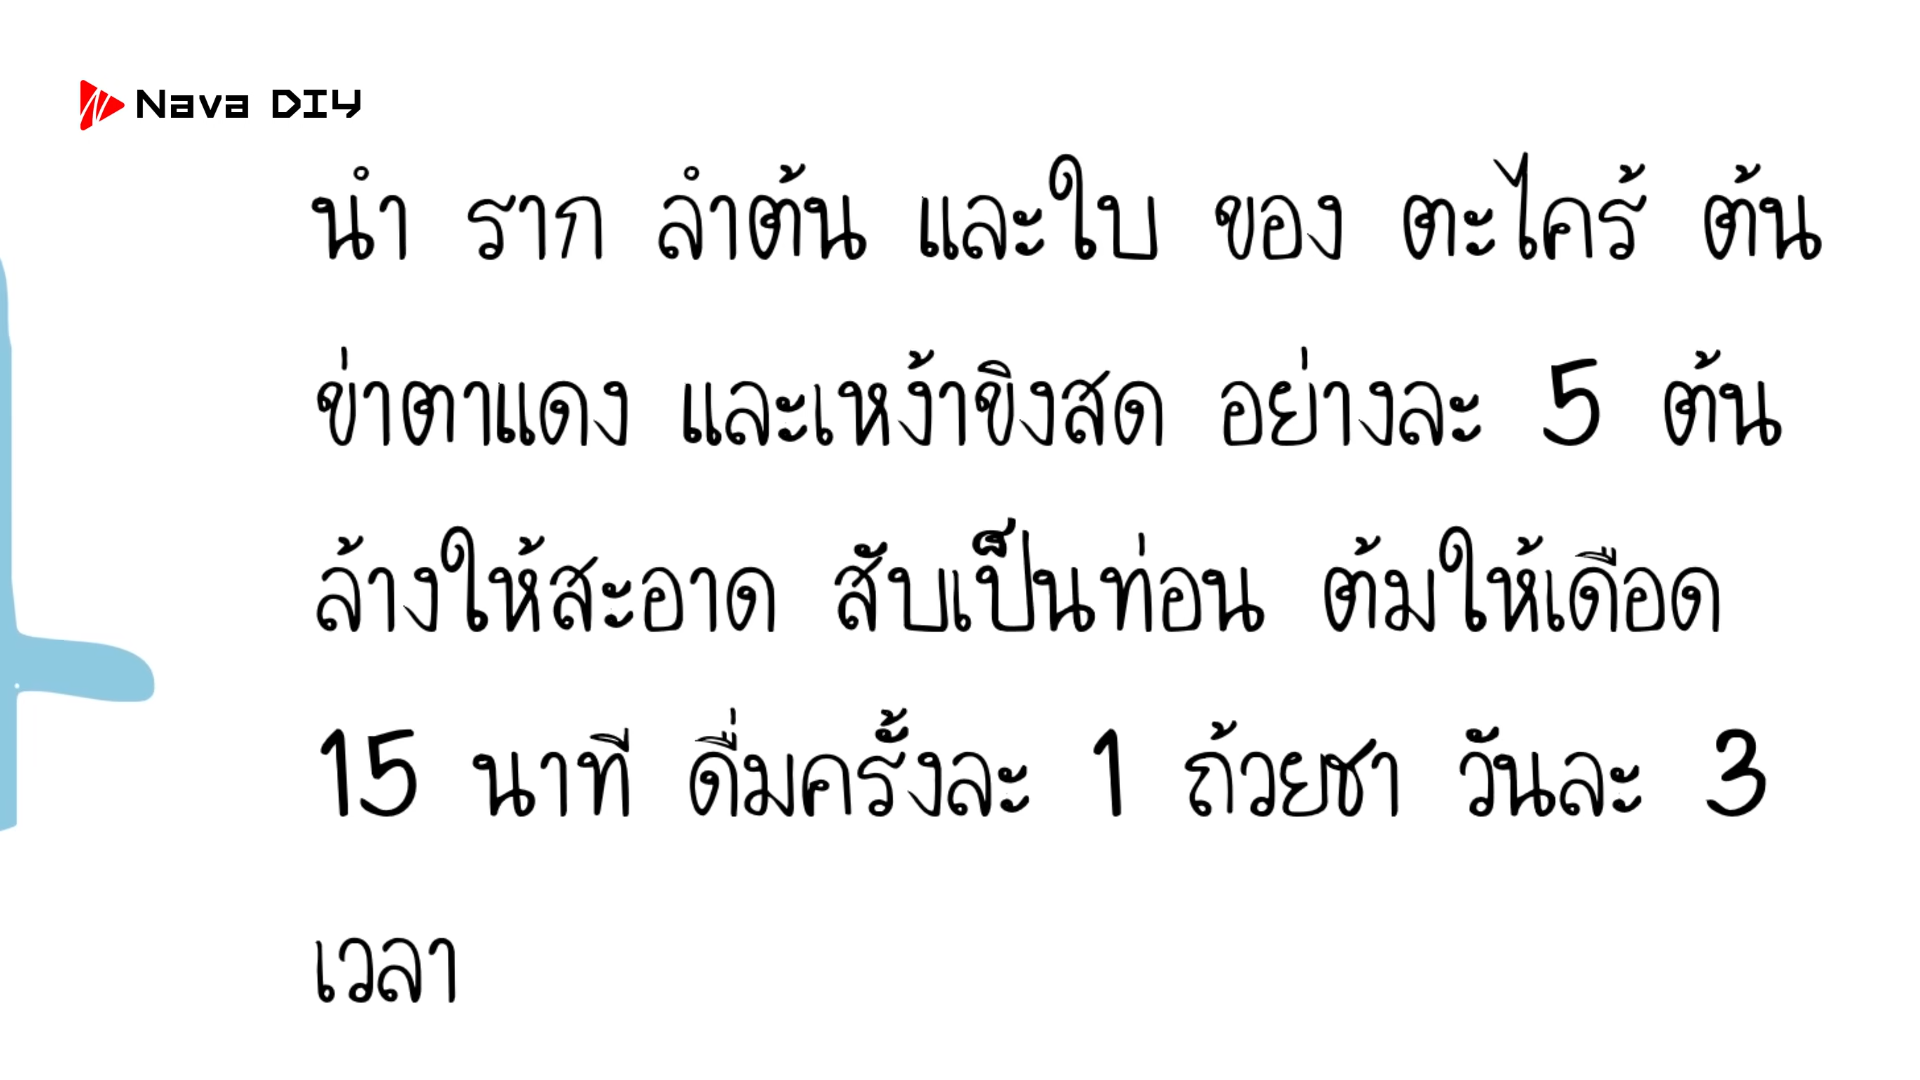 Nava DIY
นำ ราก ลำต้น และใบ ของ ตะไคร้ ต้น
ข่าตาแดง และเหง้าขิงสด อย่างละ 5 ต้น
ล้างให้สะอาด สับเป็นท่อน ต้มให้เดือด
15 นาที ดื่มครั้งละ 1 ถ้วยชา วันละ 3
เวลา